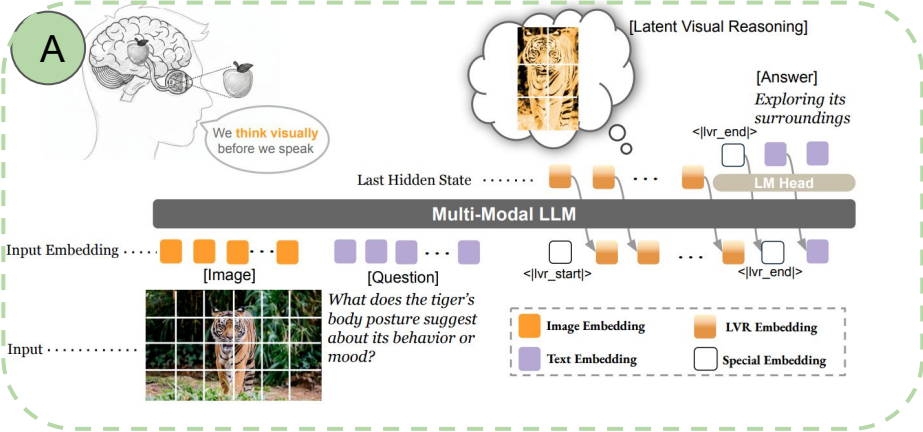 A
[Latent Visual Reasoning]
[Answer]
Exploring its
surroundings
We think visually
before we speak
<|lvr_end|>
Last Hidden State
LM Head
Multi-Modal LLM
Input Embedding
[Image]
[Question]
<|lvr_start|>
<|lvr_end|>
What does the tiger's
body posture suggest
about its behavior or
mood?
Input
Image Embedding
LVR Embedding
Text Embedding
Special Embedding